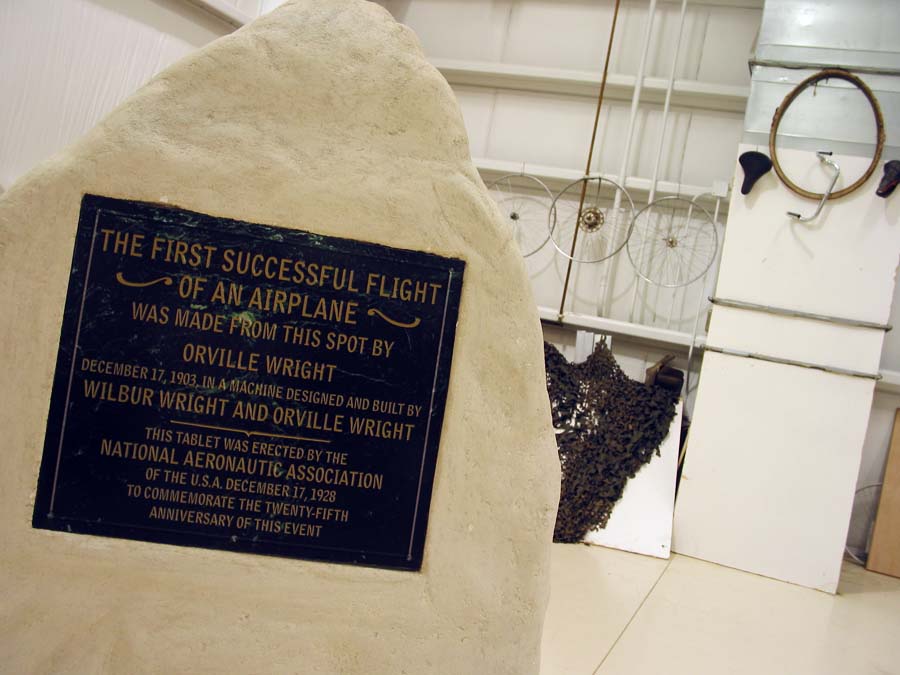 THE FIRST SUCCESSFUL FLIGHT
OF AN AIRPLANE
WAS MADE FROM THIS SPOT BY
ORVILLE WRIGHT
DECEMBER 17, 1903, IN A MACHINE DESIGNED AND BUILT BY
WILBUR WRIGHT AND ORVILLE WRIGHT
THIS TABLET WAS ERECTED BY THE
NATIONAL AERONAUTIC ASSOCIATION
OF THE U.S.A. DECEMBER 17, 1928
TO COMMEMORATE THE TWENTY-FIFTH
ANNIVERSARY OF THIS EVENT